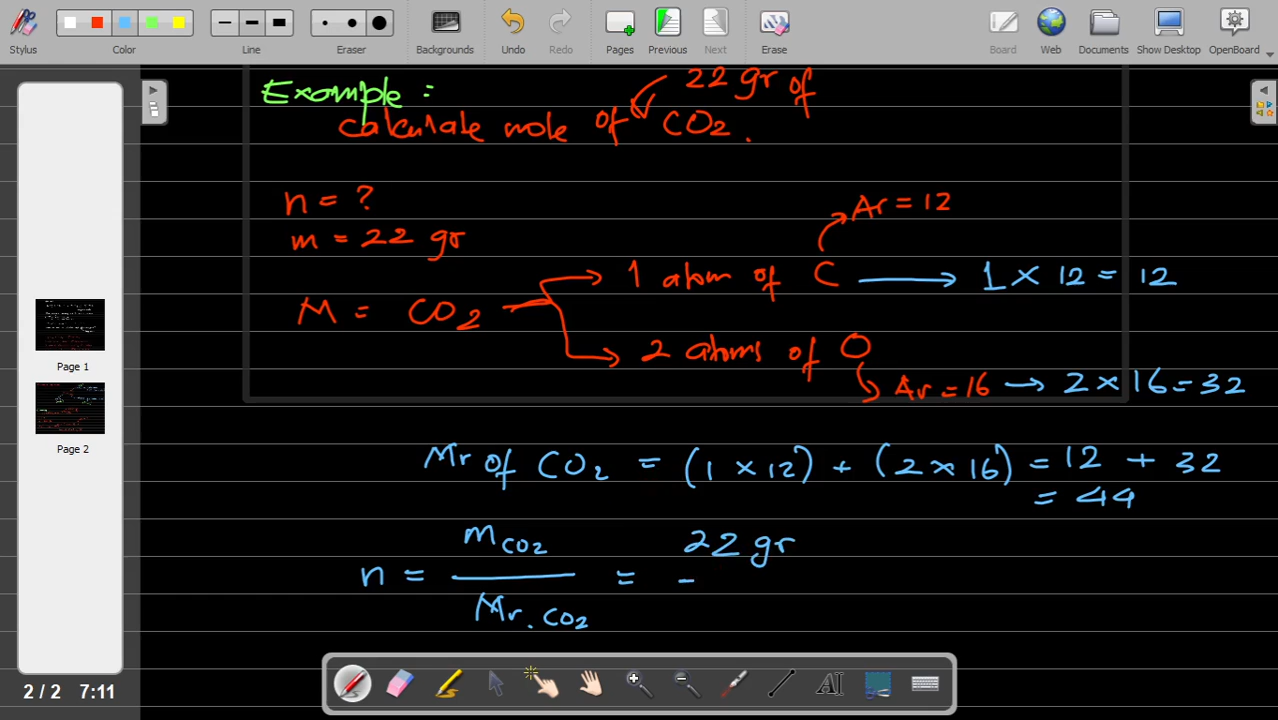 Stylus Color Line Eraser Backgrounds Undo Redo Pages Previous Next Erase Board Web Documents Show Desktop OpenBoard
Example :
22 gr of
calculate mole of CO2.
n = ?
m = 22 gr
Ar = 12
1 atom of C → 1 × 12 = 12
M = CO2
2 atoms of O
Ar = 16 → 2 × 16 = 32
Mr of CO2 = (1 × 12) + (2 × 16) = 12 + 32
= 44
n = mCO2 / Mr.CO2 = 22 gr
Page 1
Page 2
2 / 2 7:11
AI